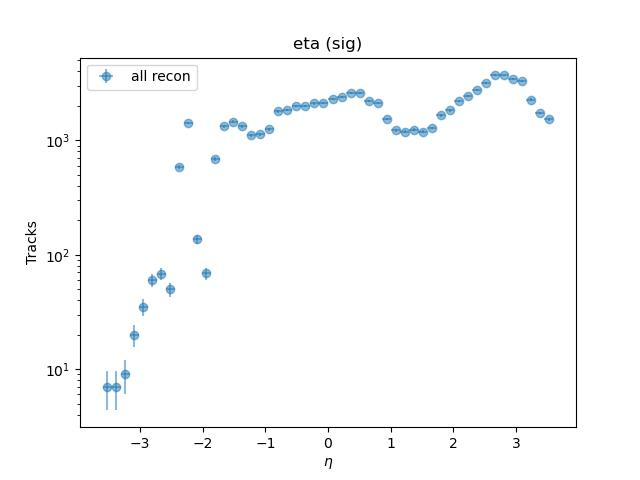 eta (sig)
all recon
Tracks
10³
10²
10¹
−3 −2 −1 0 1 2 3
η